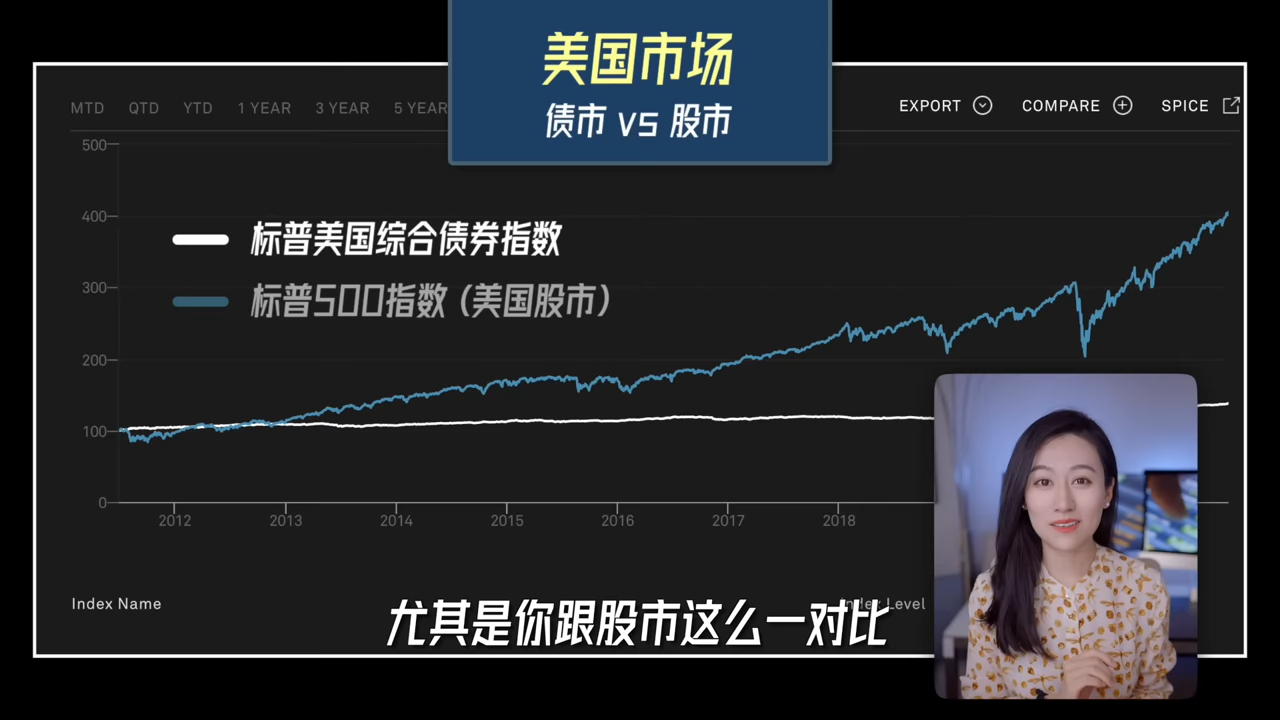 美国市场
债市 vs 股市
MTD QTD YTD 1 YEAR 3 YEAR 5 YEAR
EXPORT COMPARE SPICE
500
400
300
200
100
0
标普美国综合债券指数
标普500指数 (美国股市)
2012 2013 2014 2015 2016 2017 2018
Index Name
Index Level
尤其是你跟股市这么一对比